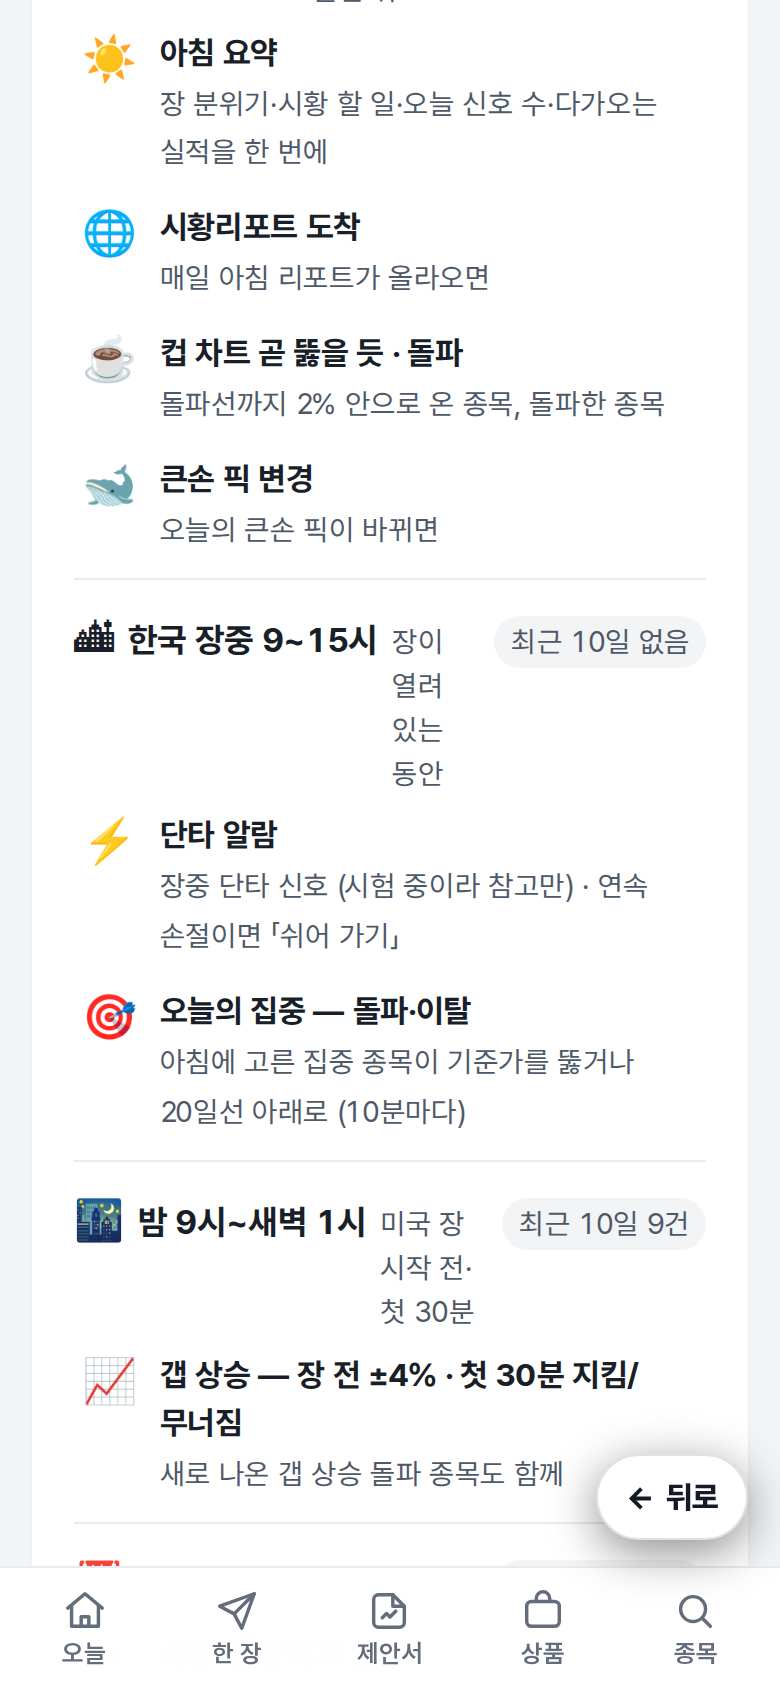 아침 요약
장 분위기·시황 할 일·오늘 신호 수·다가오는
실적을 한 번에
시황리포트 도착
매일 아침 리포트가 올라오면
컵 차트 곧 뚫을 듯 · 돌파
돌파선까지 2% 안으로 온 종목, 돌파한 종목
큰손 픽 변경
오늘의 큰손 픽이 바뀌면
한국 장중 9~15시
장이
열려
있는
동안
최근 10일 없음
단타 알람
장중 단타 신호 (시험 중이라 참고만) · 연속
손절이면 「쉬어 가기」
오늘의 집중 — 돌파·이탈
아침에 고른 집중 종목이 기준가를 뚫거나
20일선 아래로 (10분마다)
밤 9시~새벽 1시
미국 장
시작 전·
첫 30분
최근 10일 9건
갭 상승 — 장 전 ±4% · 첫 30분 지킴/
무너짐
새로 나온 갭 상승 돌파 종목도 함께
← 뒤로
오늘
한 장
제안서
상품
종목